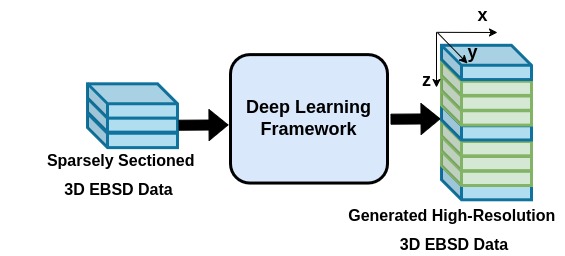 x
y
z
Deep Learning
Framework
Sparsely Sectioned
3D EBSD Data
Generated High-Resolution
3D EBSD Data